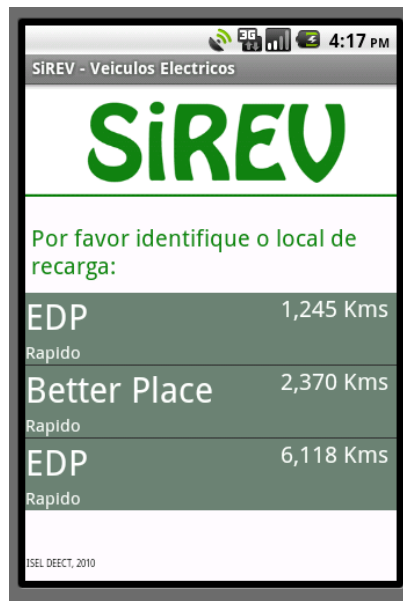 3G 4:17 PM
SiREV - Veiculos Electricos
SiREV
Por favor identifique o local de
recarga:
EDP 1,245 Kms
Rapido
Better Place 2,370 Kms
Rapido
EDP 6,118 Kms
Rapido
ISEL DEECT, 2010